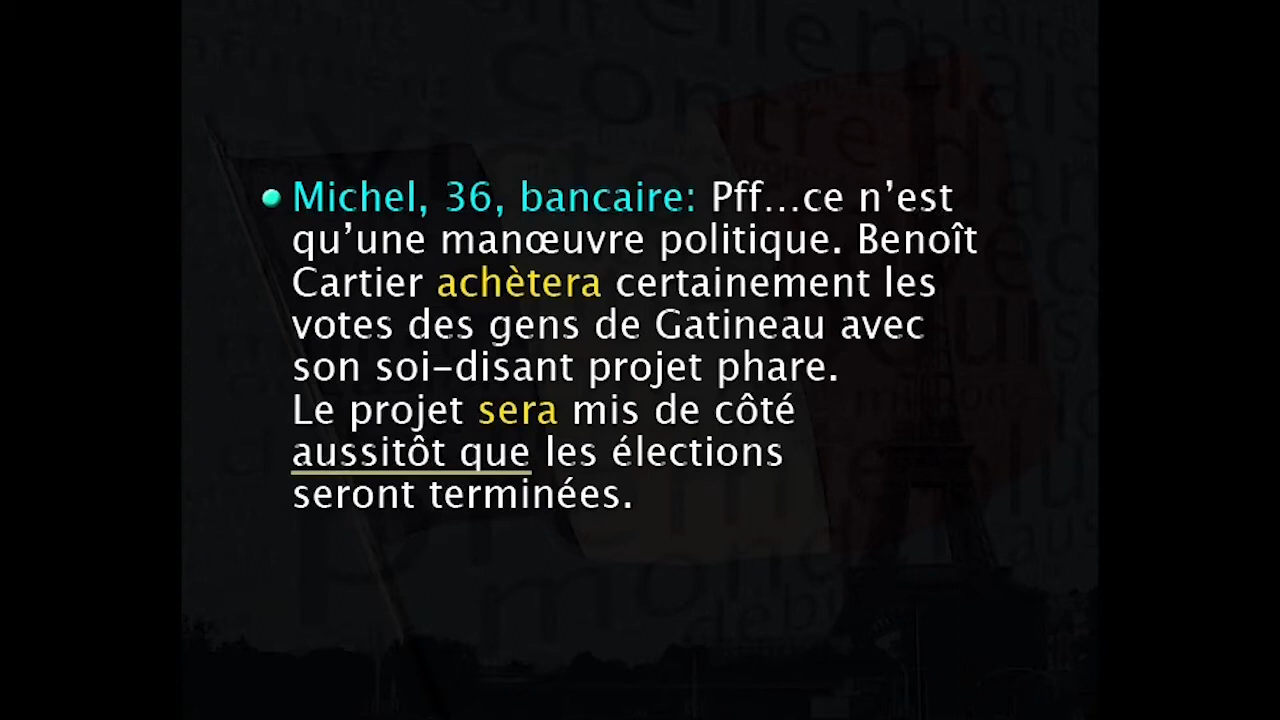 Michel, 36, bancaire: Pff...ce n'est
qu'une manœuvre politique. Benoît
Cartier achètera certainement les
votes des gens de Gatineau avec
son soi-disant projet phare.
Le projet sera mis de côté
aussitôt que les élections
seront terminées.